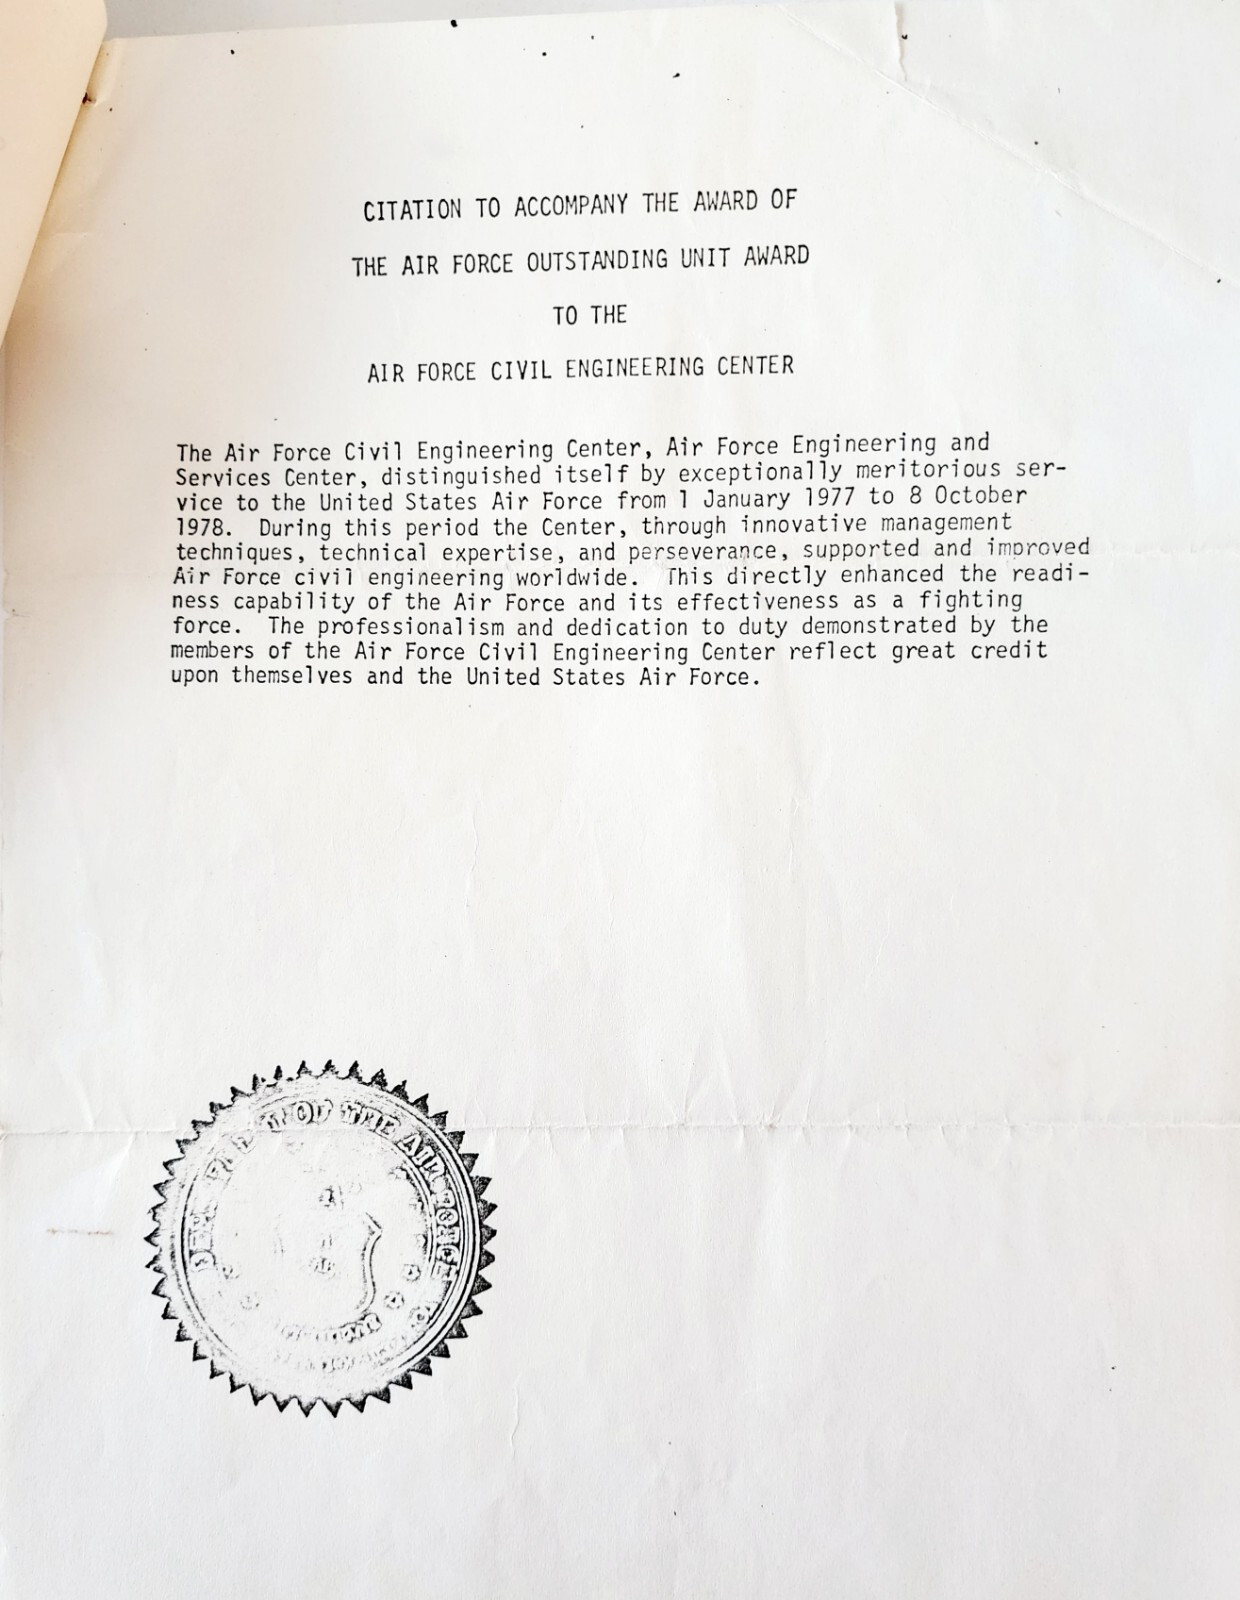 CITATION TO ACCOMPANY THE AWARD OF
THE AIR FORCE OUTSTANDING UNIT AWARD
TO THE
AIR FORCE CIVIL ENGINEERING CENTER
The Air Force Civil Engineering Center, Air Force Engineering and
Services Center, distinguished itself by exceptionally meritorious ser-
vice to the United States Air Force from 1 January 1977 to 8 October
1978. During this period the Center, through innovative management
techniques, technical expertise, and perseverance, supported and improved
Air Force civil engineering worldwide. This directly enhanced the readi-
ness capability of the Air Force and its effectiveness as a fighting
force. The professionalism and dedication to duty demonstrated by the
members of the Air Force Civil Engineering Center reflect great credit
upon themselves and the United States Air Force.
OF THE AIR FORCE